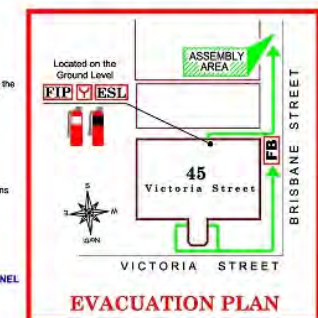 the
ns
NEL
Located on the
Ground Level
FIP Y ESL
ASSEMBLY
AREA
BRISBANE STREET
FB
45
Victoria Street
S
E W
North
VICTORIA STREET
EVACUATION PLAN